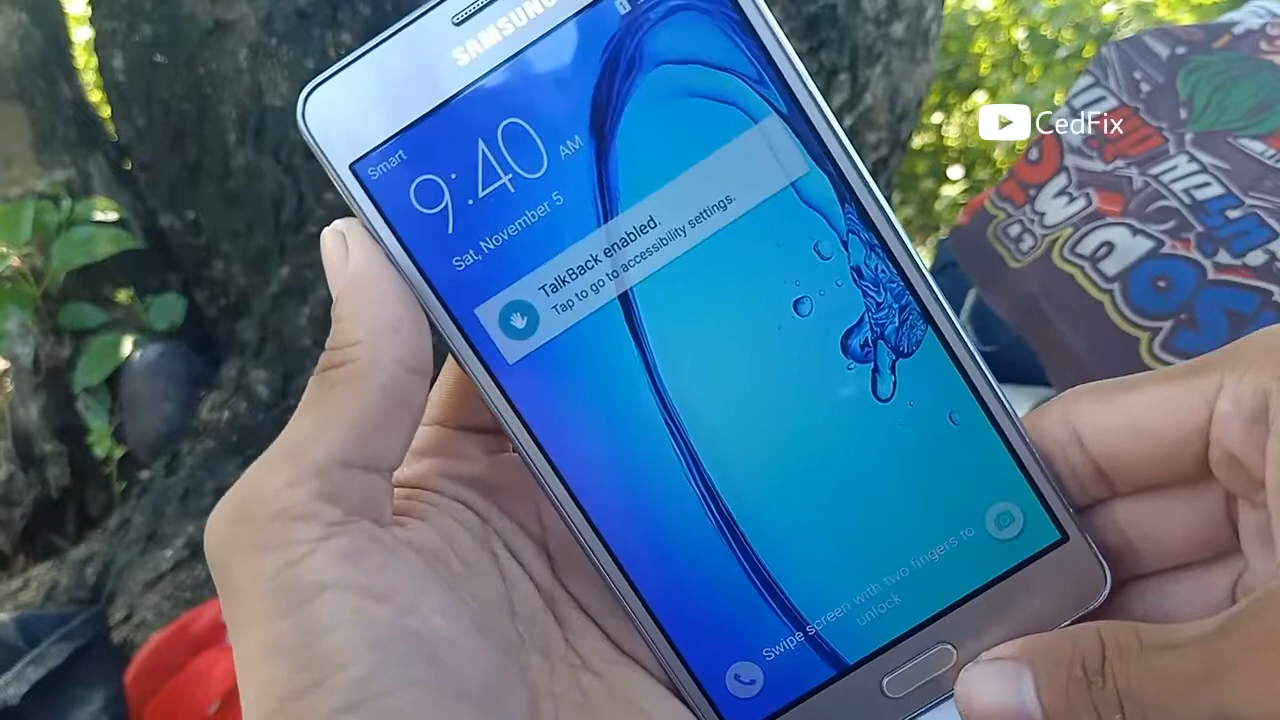 SAMSUNG
Smart
9:40 AM
Sat, November 5
TalkBack enabled.
Tap to go to accessibility settings.
Swipe screen with two fingers to
unlock
CedFix